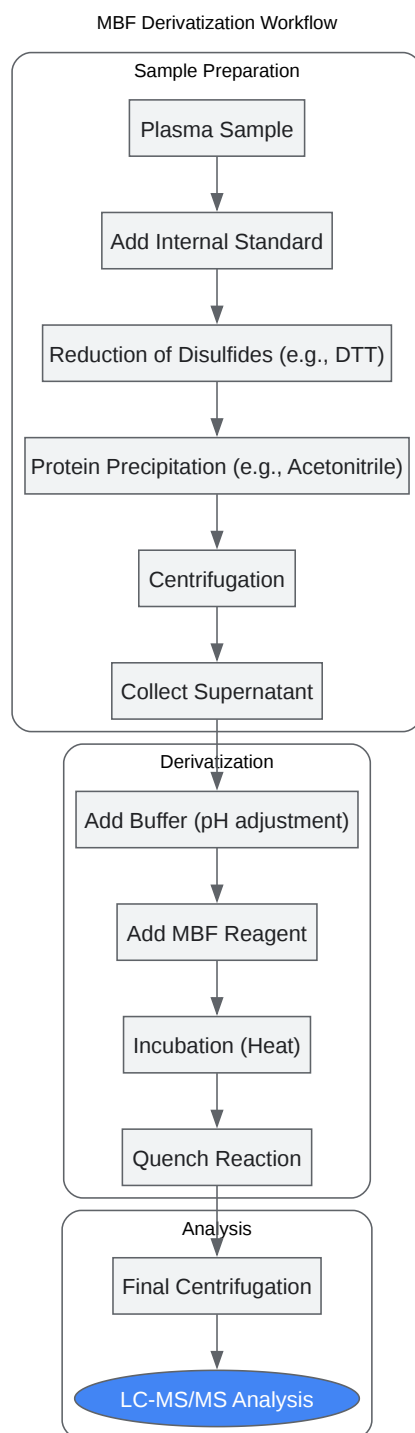 MBF Derivatization Workflow
Sample Preparation
Plasma Sample
Add Internal Standard
Reduction of Disulfides (e.g., DTT)
Protein Precipitation (e.g., Acetonitrile)
Centrifugation
Collect Supernatant
Derivatization
Add Buffer (pH adjustment)
Add MBF Reagent
Incubation (Heat)
Quench Reaction
Analysis
Final Centrifugation
LC-MS/MS Analysis